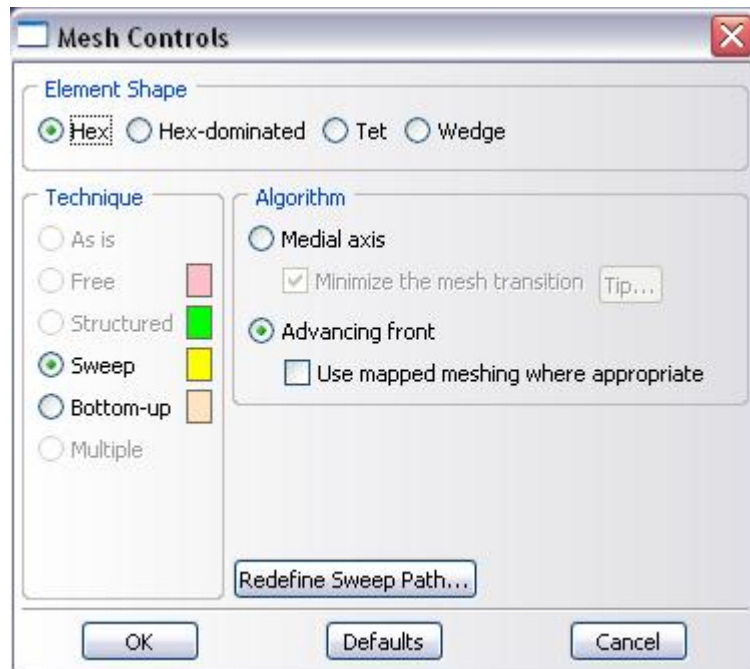 Mesh Controls
Element Shape
Hex Hex-dominated Tet Wedge
Technique
As is
Free
Structured
Sweep
Bottom-up
Multiple
Algorithm
Medial axis
Minimize the mesh transition Tip...
Advancing front
Use mapped meshing where appropriate
Redefine Sweep Path...
OK Defaults Cancel